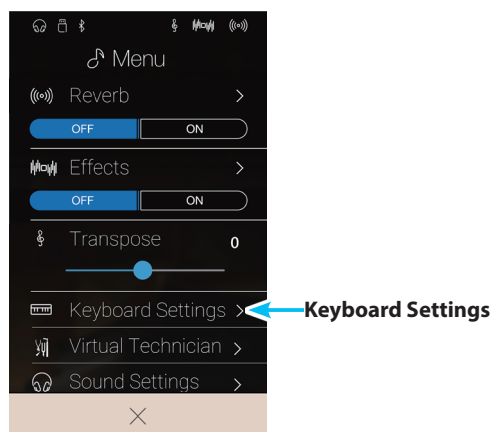 Menu
Reverb
OFF ON
Effects
OFF ON
Transpose 0
Keyboard Settings
Keyboard Settings
Virtual Technician
Sound Settings